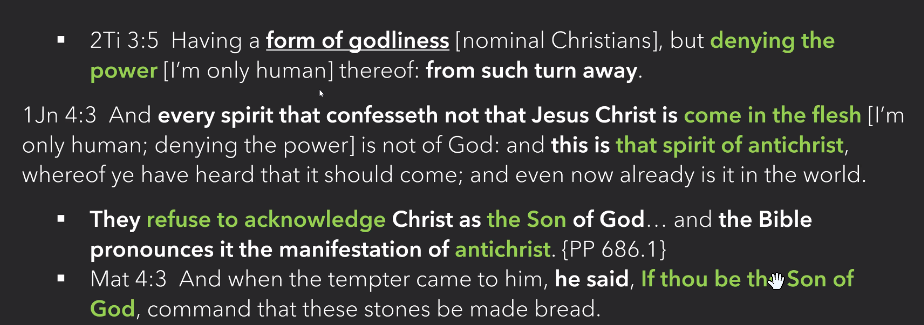 ▪ 2Ti 3:5 Having a form of godliness [nominal Christians], but denying the
power [I'm only human] thereof: from such turn away.
1Jn 4:3 And every spirit that confesseth not that Jesus Christ is come in the flesh [I'm
only human; denying the power] is not of God: and this is that spirit of antichrist,
whereof ye have heard that it should come; and even now already is it in the world.
▪ They refuse to acknowledge Christ as the Son of God… and the Bible
pronounces it the manifestation of antichrist. {PP 686.1}
▪ Mat 4:3 And when the tempter came to him, he said, If thou be the Son of
God, command that these stones be made bread.